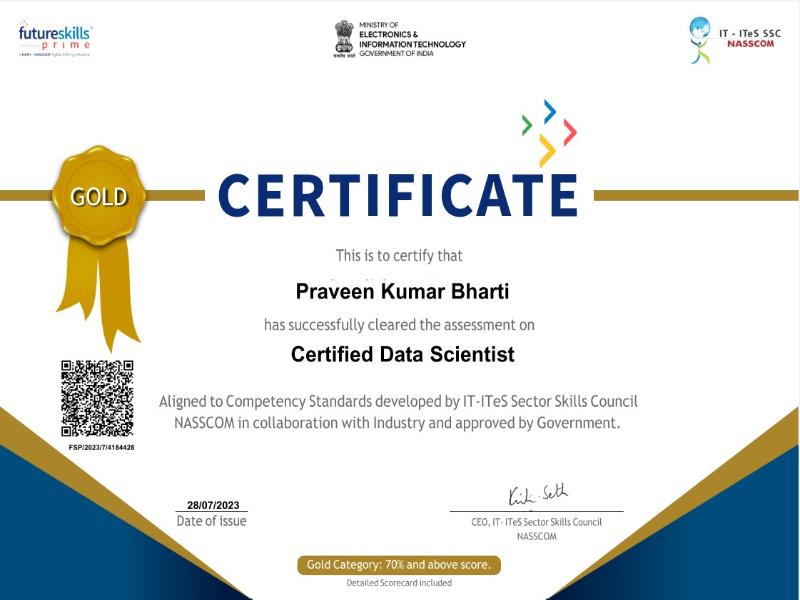 futureskills
prime
MINISTRY OF
ELECTRONICS &
INFORMATION TECHNOLOGY
GOVERNMENT OF INDIA
IT - ITeS SSC
NASSCOM
GOLD
CERTIFICATE
This is to certify that
Praveen Kumar Bharti
has successfully cleared the assessment on
Certified Data Scientist
Aligned to Competency Standards developed by IT-ITeS Sector Skills Council
NASSCOM in collaboration with Industry and approved by Government.
FSP/2023/7/4184428
28/07/2023
Date of issue
CEO, IT- ITeS Sector Skills Council
NASSCOM
Gold Category: 70% and above score.
Detailed Scorecard included